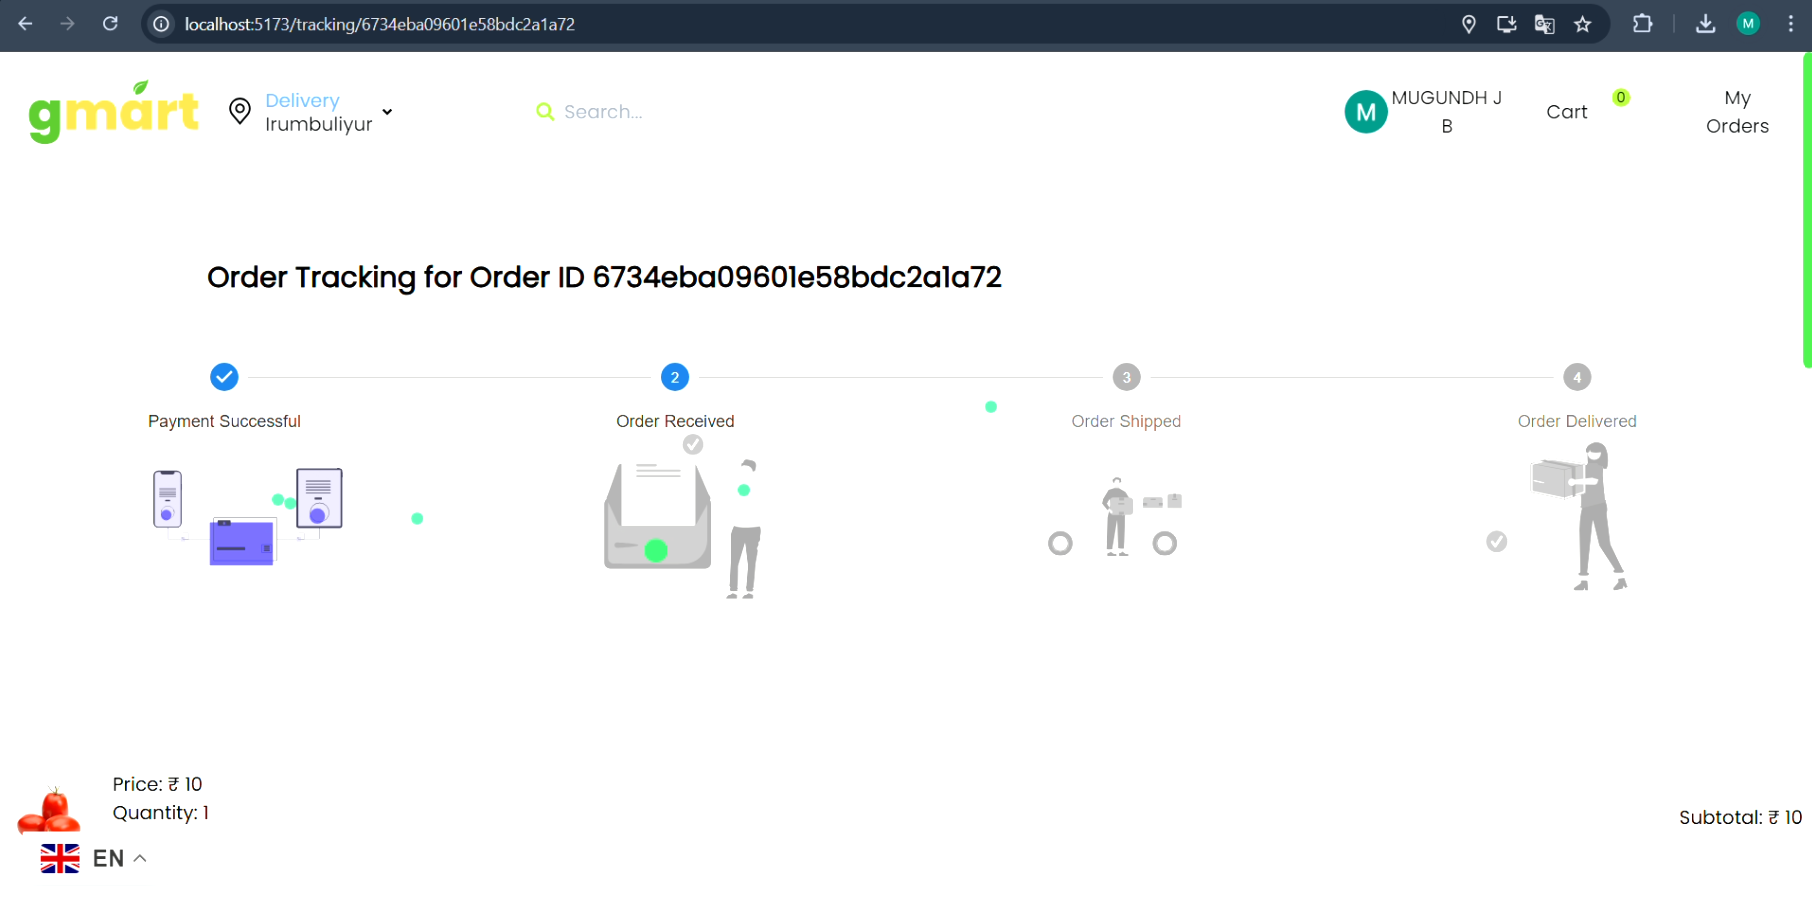 localhost:5173/tracking/6734eba09601e58bdc2a1a72
M
gmart
Delivery
Irumbuliyur
Search...
M
MUGUNDH J
B
Cart
0
My
Orders
Order Tracking for Order ID 6734eba09601e58bdc2a1a72
2
3
4
Payment Successful
Order Received
Order Shipped
Order Delivered
Price: ₹ 10
Quantity: 1
Subtotal: ₹ 10
EN